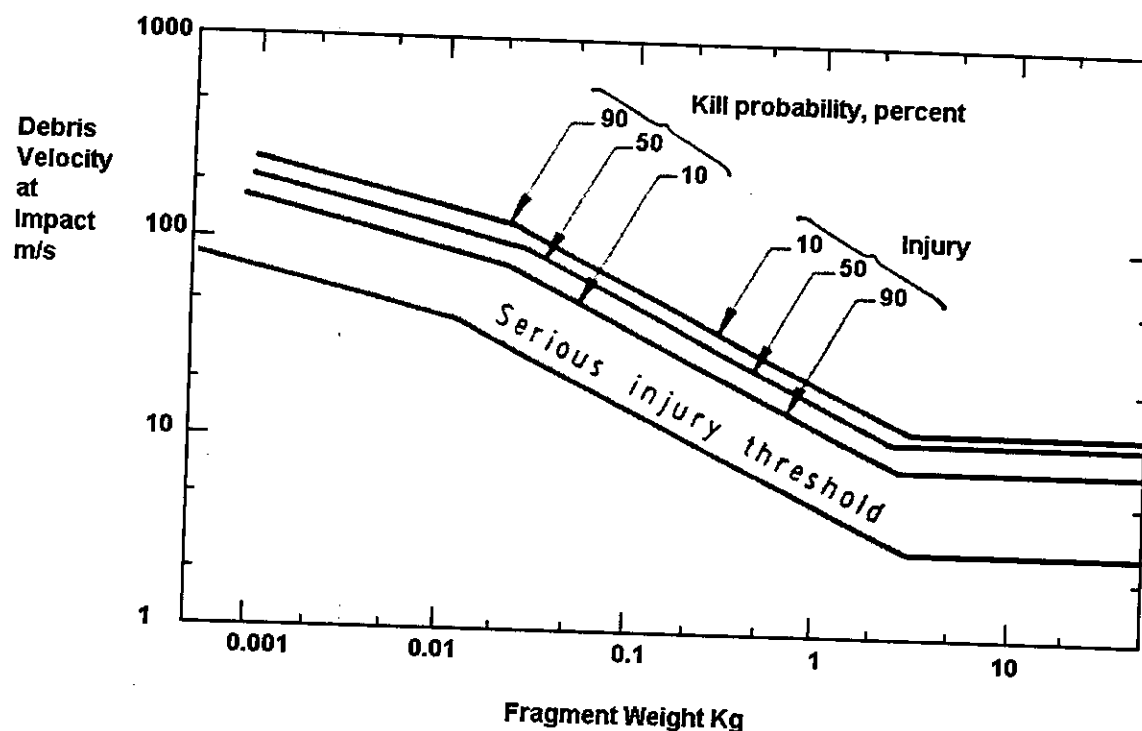 1000
Debris
Velocity
at
Impact
m/s
100
10
1
Kill probability, percent
90
50
10
Injury
10
50
90
Serious injury threshold
0.001
0.01
0.1
1
10
Fragment Weight Kg